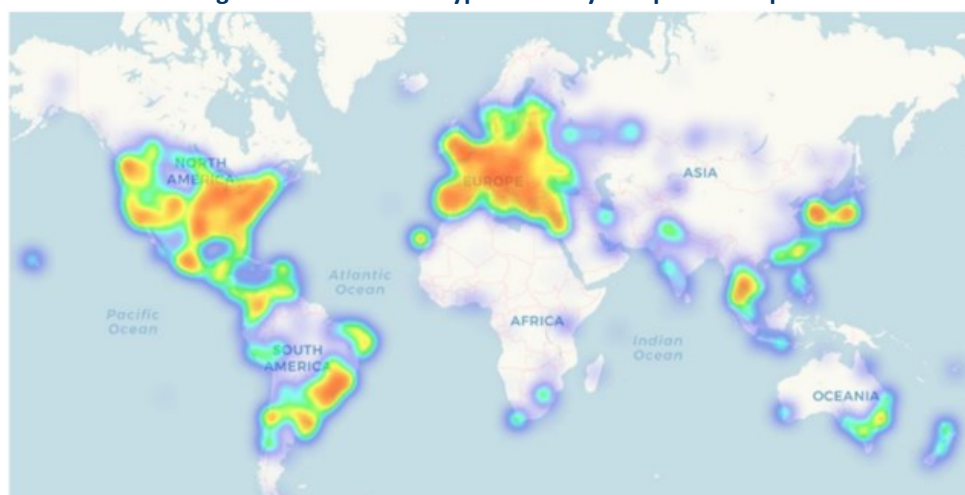 NORTH
AMERICA
EUROPE
ASIA
Atlantic
Ocean
Pacific
Ocean
AFRICA
Indian
Ocean
SOUTH
AMERICA
OCEANIA